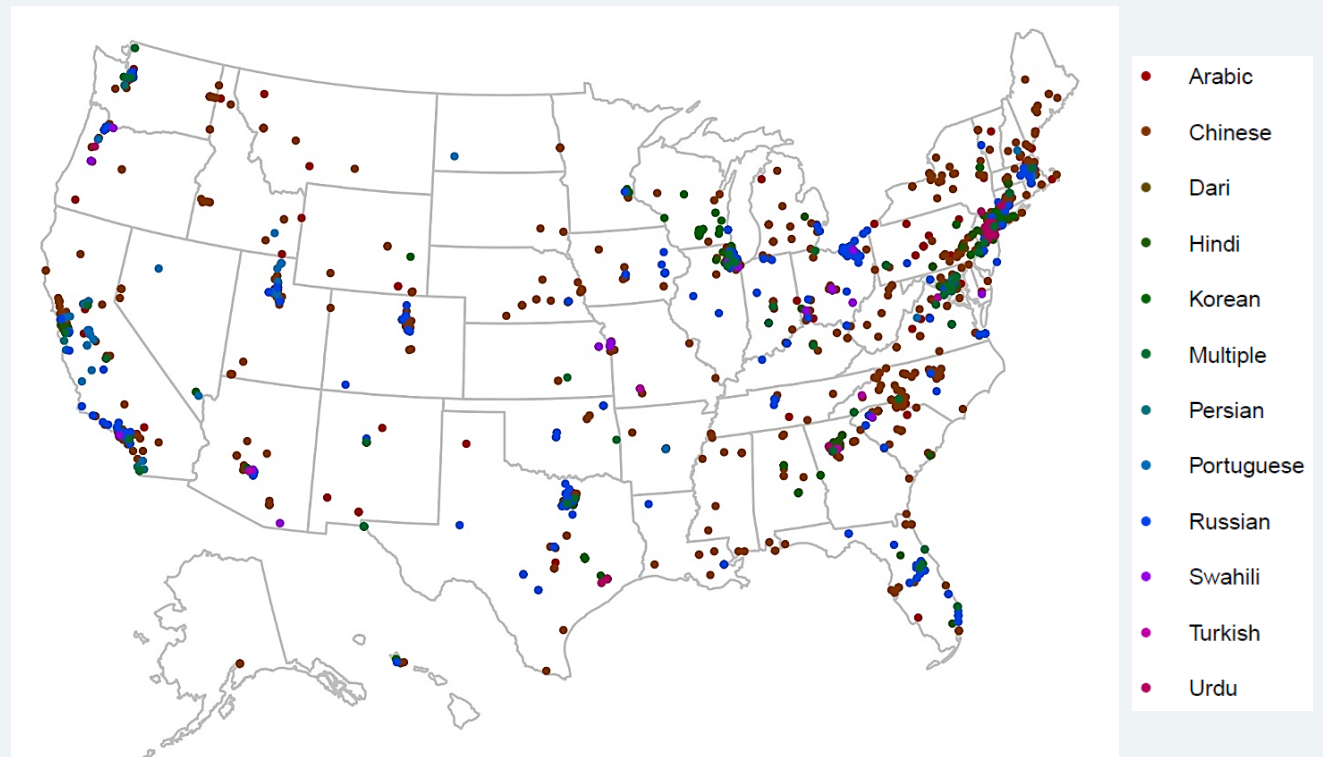 Arabic
Chinese
Dari
Hindi
Korean
Multiple
Persian
Portuguese
Russian
Swahili
Turkish
Urdu